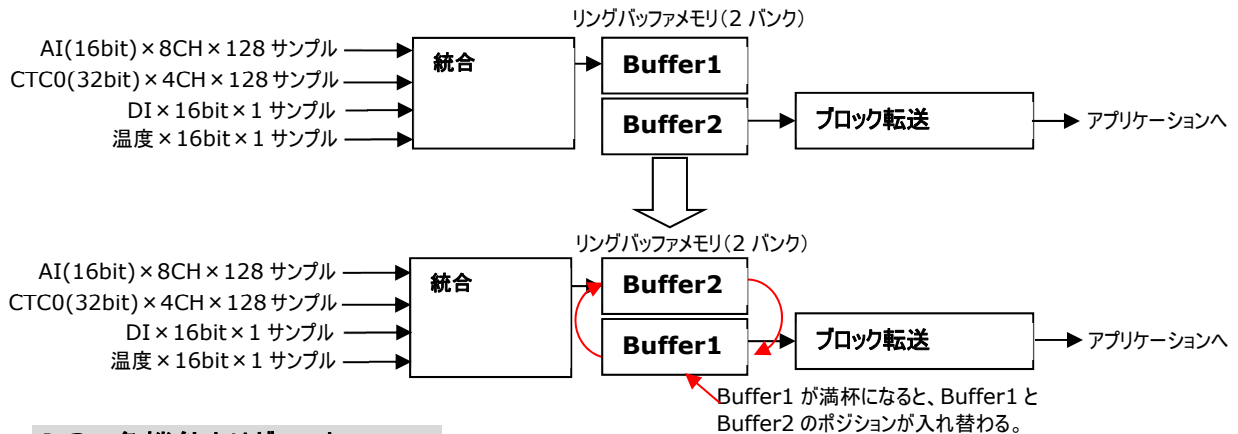 リングバッファメモリ(2 バンク)
AI(16bit)×8CH×128 サンプル
CTC0(32bit)×4CH×128 サンプル
DI×16bit×1 サンプル
温度×16bit×1 サンプル
統合
Buffer1
Buffer2
ブロック転送
アプリケーションへ
リングバッファメモリ(2 バンク)
AI(16bit)×8CH×128 サンプル
CTC0(32bit)×4CH×128 サンプル
DI×16bit×1 サンプル
温度×16bit×1 サンプル
統合
Buffer2
Buffer1
ブロック転送
アプリケーションへ
Buffer1 が満杯になると、Buffer1 と
Buffer2 のポジションが入れ替わる。